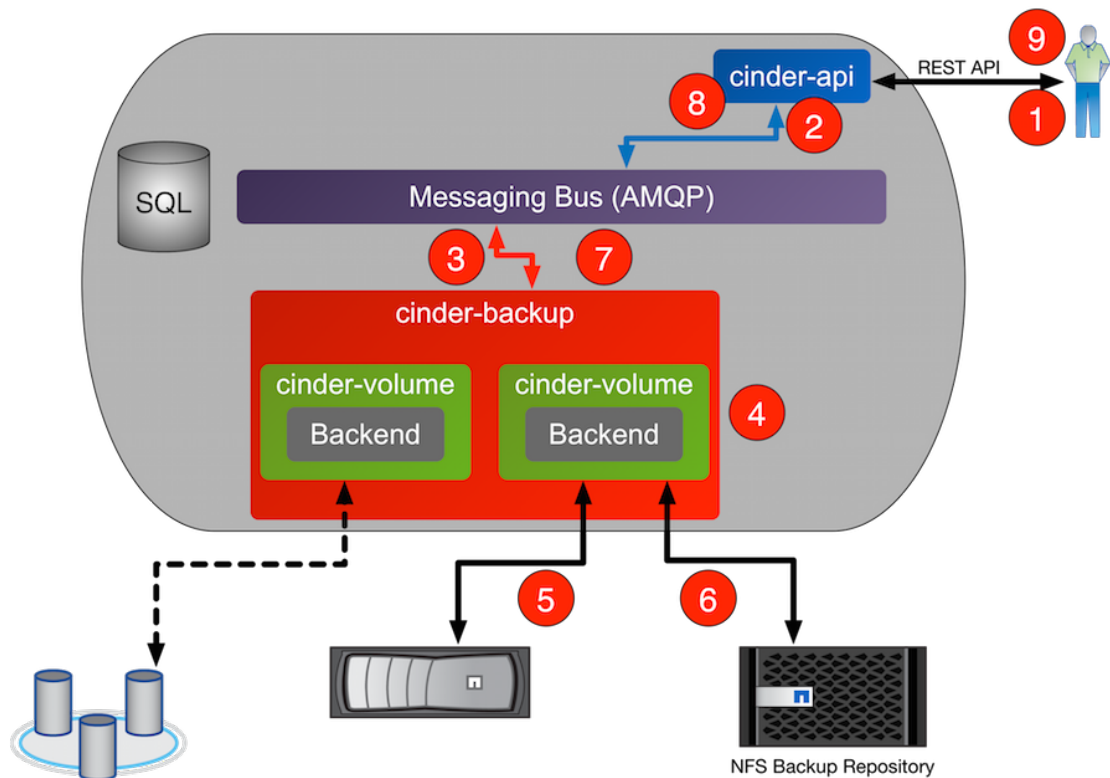 9
REST API
cinder-api
8
2
1
SQL
Messaging Bus (AMQP)
3
7
cinder-backup
cinder-volume
cinder-volume
4
Backend
Backend
5
6
NFS Backup Repository